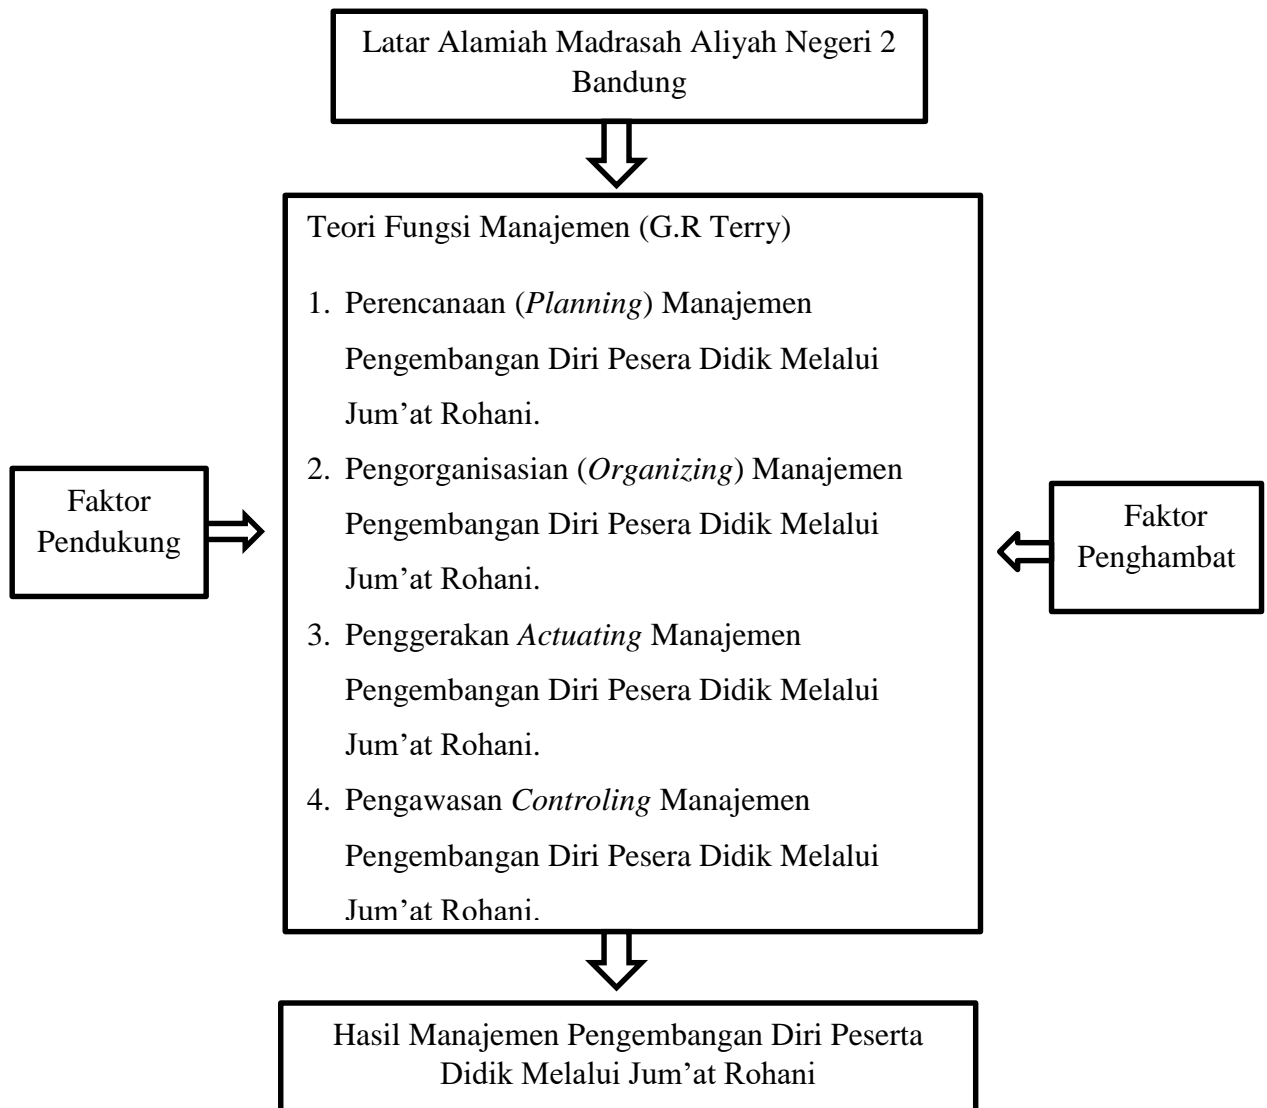 Latar Alamiah Madrasah Aliyah Negeri 2
Bandung
Teori Fungsi Manajemen (G.R Terry)
1. Perencanaan (Planning) Manajemen
Pengembangan Diri Pesera Didik Melalui
Jum’at Rohani.
2. Pengorganisasian (Organizing) Manajemen
Pengembangan Diri Pesera Didik Melalui
Jum’at Rohani.
3. Penggerakan Actuating Manajemen
Pengembangan Diri Pesera Didik Melalui
Jum’at Rohani.
4. Pengawasan Controling Manajemen
Pengembangan Diri Pesera Didik Melalui
Jum’at Rohani.
Faktor
Pendukung
Faktor
Penghambat
Hasil Manajemen Pengembangan Diri Peserta
Didik Melalui Jum’at Rohani